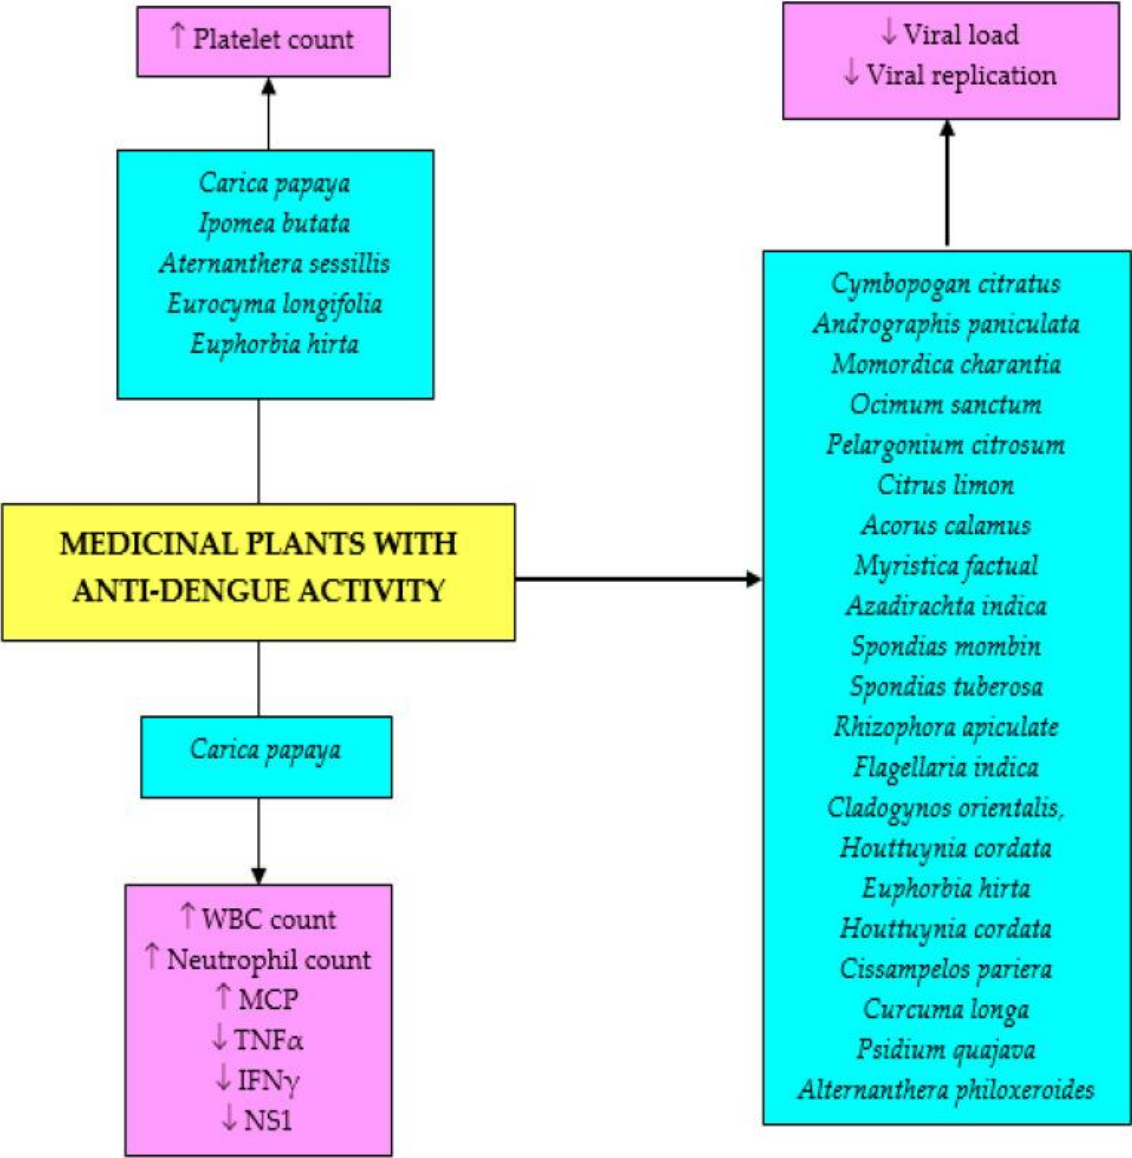 ↑ Platelet count
Carica papaya
Ipomea butata
Aternanthera sessillis
Eurocyma longifolia
Euphorbia hirta
MEDICINAL PLANTS WITH
ANTI-DENGUE ACTIVITY
Carica papaya
↑ WBC count
↑ Neutrophil count
↑ MCP
↓ TNFα
↓ IFNγ
↓ NS1
↓ Viral load
↓ Viral replication
Cymbopogan citratus
Andrographis paniculata
Momordica charantia
Ocimum sanctum
Pelargonium citrosum
Citrus limon
Acorus calamus
Myristica factual
Azadirachta indica
Spondias mombin
Spondias tuberosa
Rhizophora apiculate
Flagellaria indica
Cladogynos orientalis,
Houttuynia cordata
Euphorbia hirta
Houttuynia cordata
Cissampelos pariera
Curcuma longa
Psidium quajava
Alternanthera philoxeroides